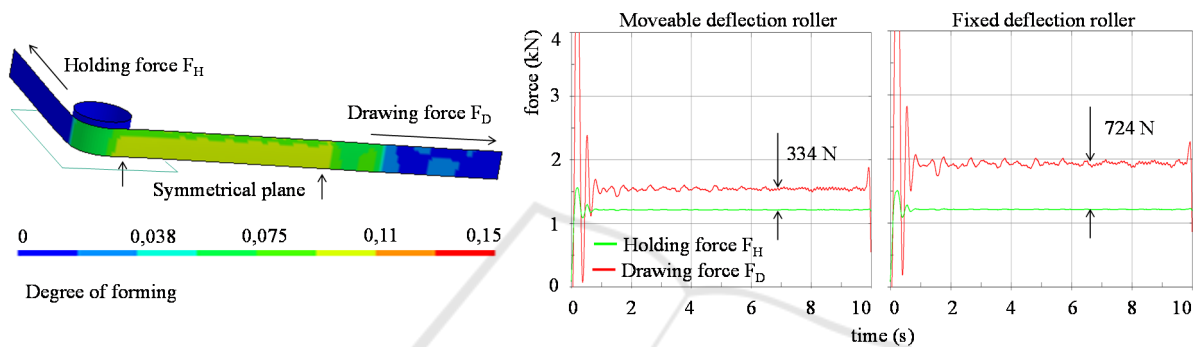 Holding force F_H
Drawing force F_D
Symmetrical plane
0 0,038 0,075 0,11 0,15
Degree of forming
Moveable deflection roller
Fixed deflection roller
force (kN)
4
3
2
1
0
334 N
724 N
Holding force F_H
Drawing force F_D
0 2 4 6 8 10
0 2 4 6 8 10
time (s)